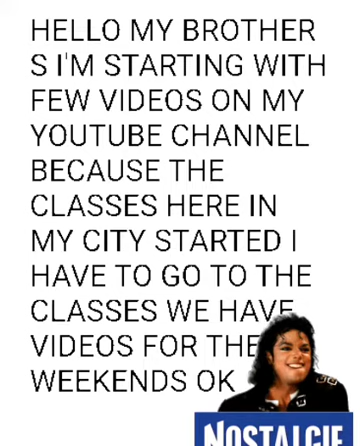 HELLO MY BROTHER
S I'M STARTING WITH
FEW VIDEOS ON MY
YOUTUBE CHANNEL
BECAUSE THE
CLASSES HERE IN
MY CITY STARTED I
HAVE TO GO TO THE
CLASSES WE HAVE
VIDEOS FOR THE
WEEKENDS OK
NOSTALGIE